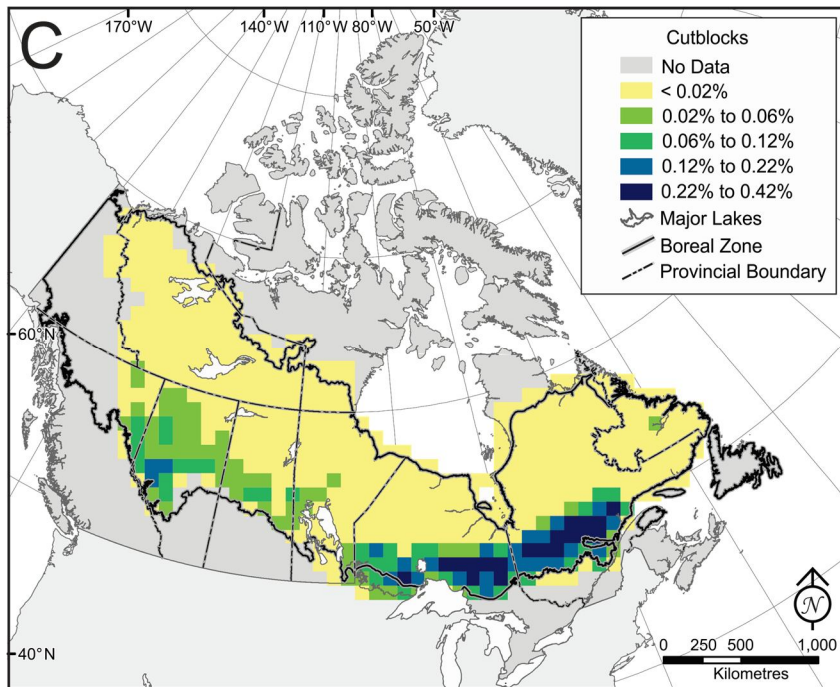 C
170°W
140°W
110°W
80°W
50°W
60°N
40°N
Cutblocks
No Data
< 0.02%
0.02% to 0.06%
0.06% to 0.12%
0.12% to 0.22%
0.22% to 0.42%
Major Lakes
Boreal Zone
Provincial Boundary
N
0 250 500 1,000
Kilometres